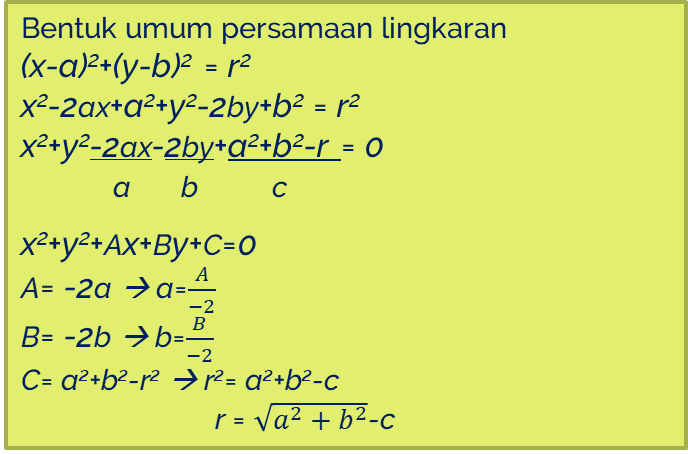 Bentuk umum persamaan lingkaran
(x-a)²+(y-b)² = r²
x²-2ax+a²+y²-2by+b² = r²
x²+y²-2ax-2by+a²+b²-r = 0
a b c
x²+y²+Ax+By+C=0
A= -2a → a=A/−2
B= -2b → b=B/−2
C= a²+b²-r² → r²= a²+b²-c
r = √(a² + b²)-c